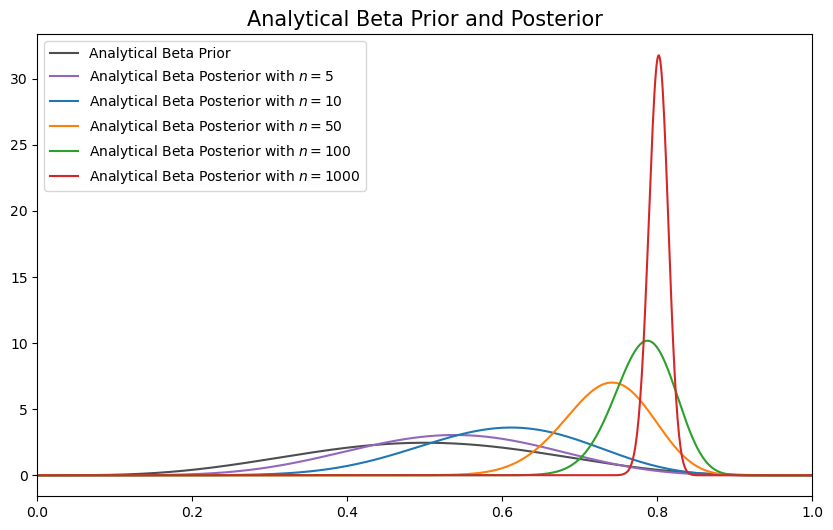 Analytical Beta Prior and Posterior
Analytical Beta Prior
Analytical Beta Posterior with n = 5
Analytical Beta Posterior with n = 10
Analytical Beta Posterior with n = 50
Analytical Beta Posterior with n = 100
Analytical Beta Posterior with n = 1000
30
25
20
15
10
5
0
0.0 0.2 0.4 0.6 0.8 1.0